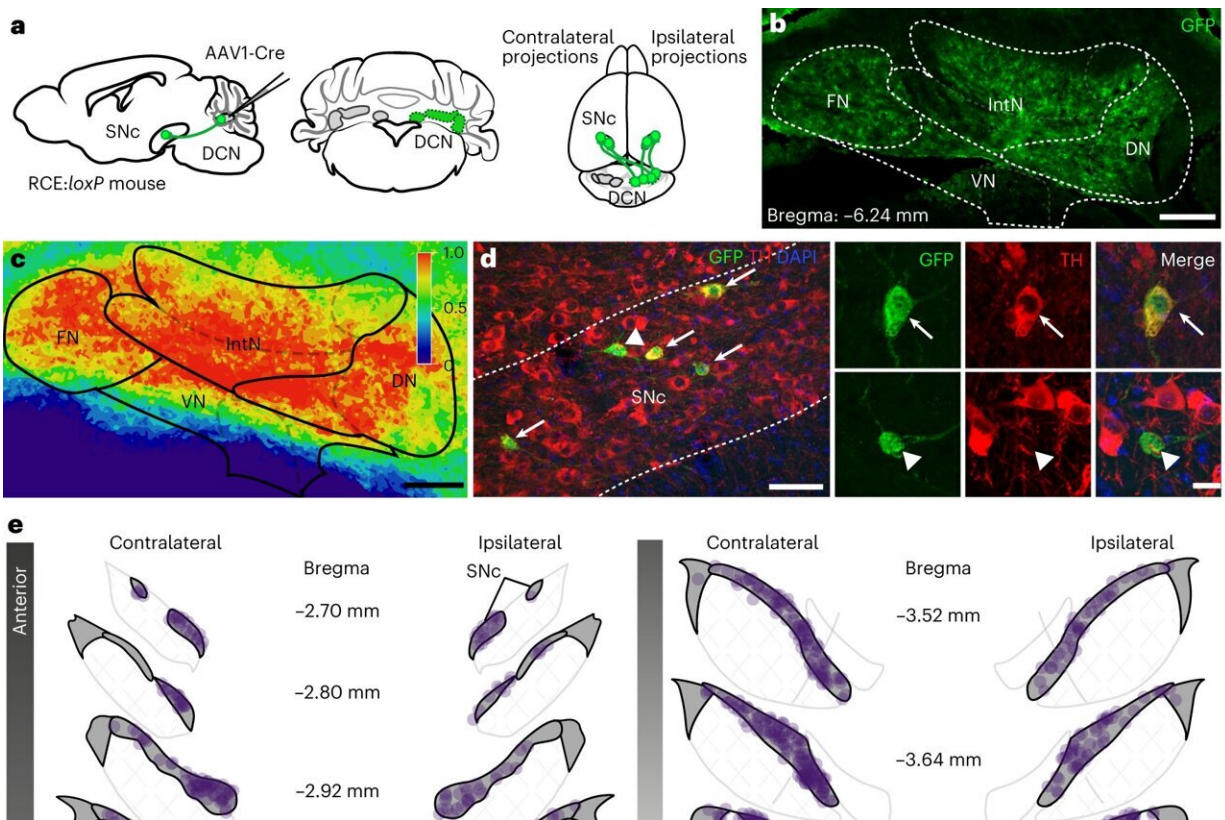 a
AAV1-Cre
SNc
DCN
RCE:loxP mouse
DCN
Contralateral
projections
Ipsilateral
projections
SNc
DCN
b
GFP
FN
IntN
DN
VN
Bregma: –6.24 mm
c
1.0
0.5
0
FN
IntN
DN
VN
d
GFP TH DAPI
SNc
GFP
TH
Merge
e
Anterior
Contralateral
Ipsilateral
SNc
Bregma
–2.70 mm
–2.80 mm
–2.92 mm
Contralateral
Ipsilateral
Bregma
–3.52 mm
–3.64 mm